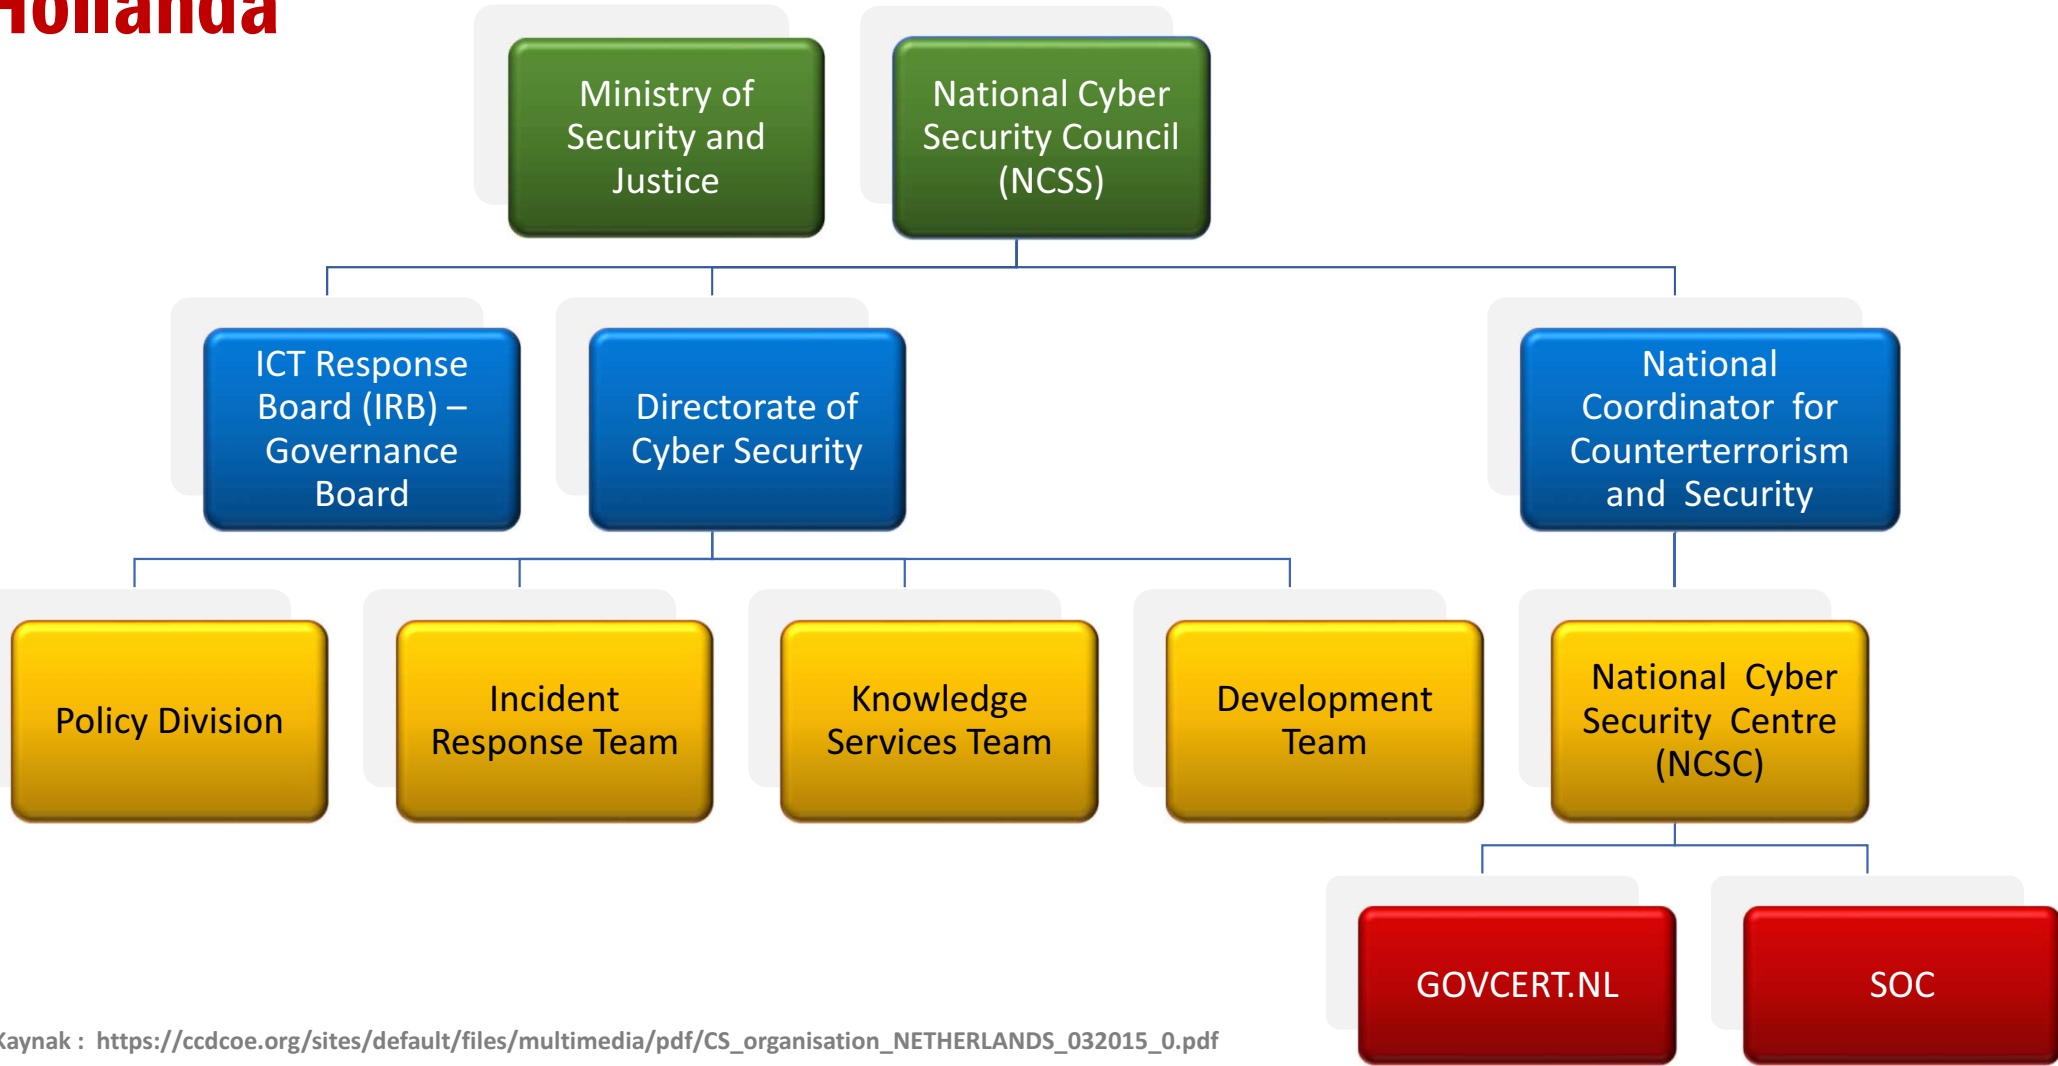 Hollanda
Ministry of
Security and
Justice
National Cyber
Security Council
(NCSS)
ICT Response
Board (IRB) –
Governance
Board
Directorate of
Cyber Security
National
Coordinator for
Counterterrorism
and Security
Policy Division
Incident
Response Team
Knowledge
Services Team
Development
Team
National Cyber
Security Centre
(NCSC)
GOVCERT.NL
SOC
Kaynak : https://ccdcoe.org/sites/default/files/multimedia/pdf/CS_organisation_NETHERLANDS_032015_0.pdf